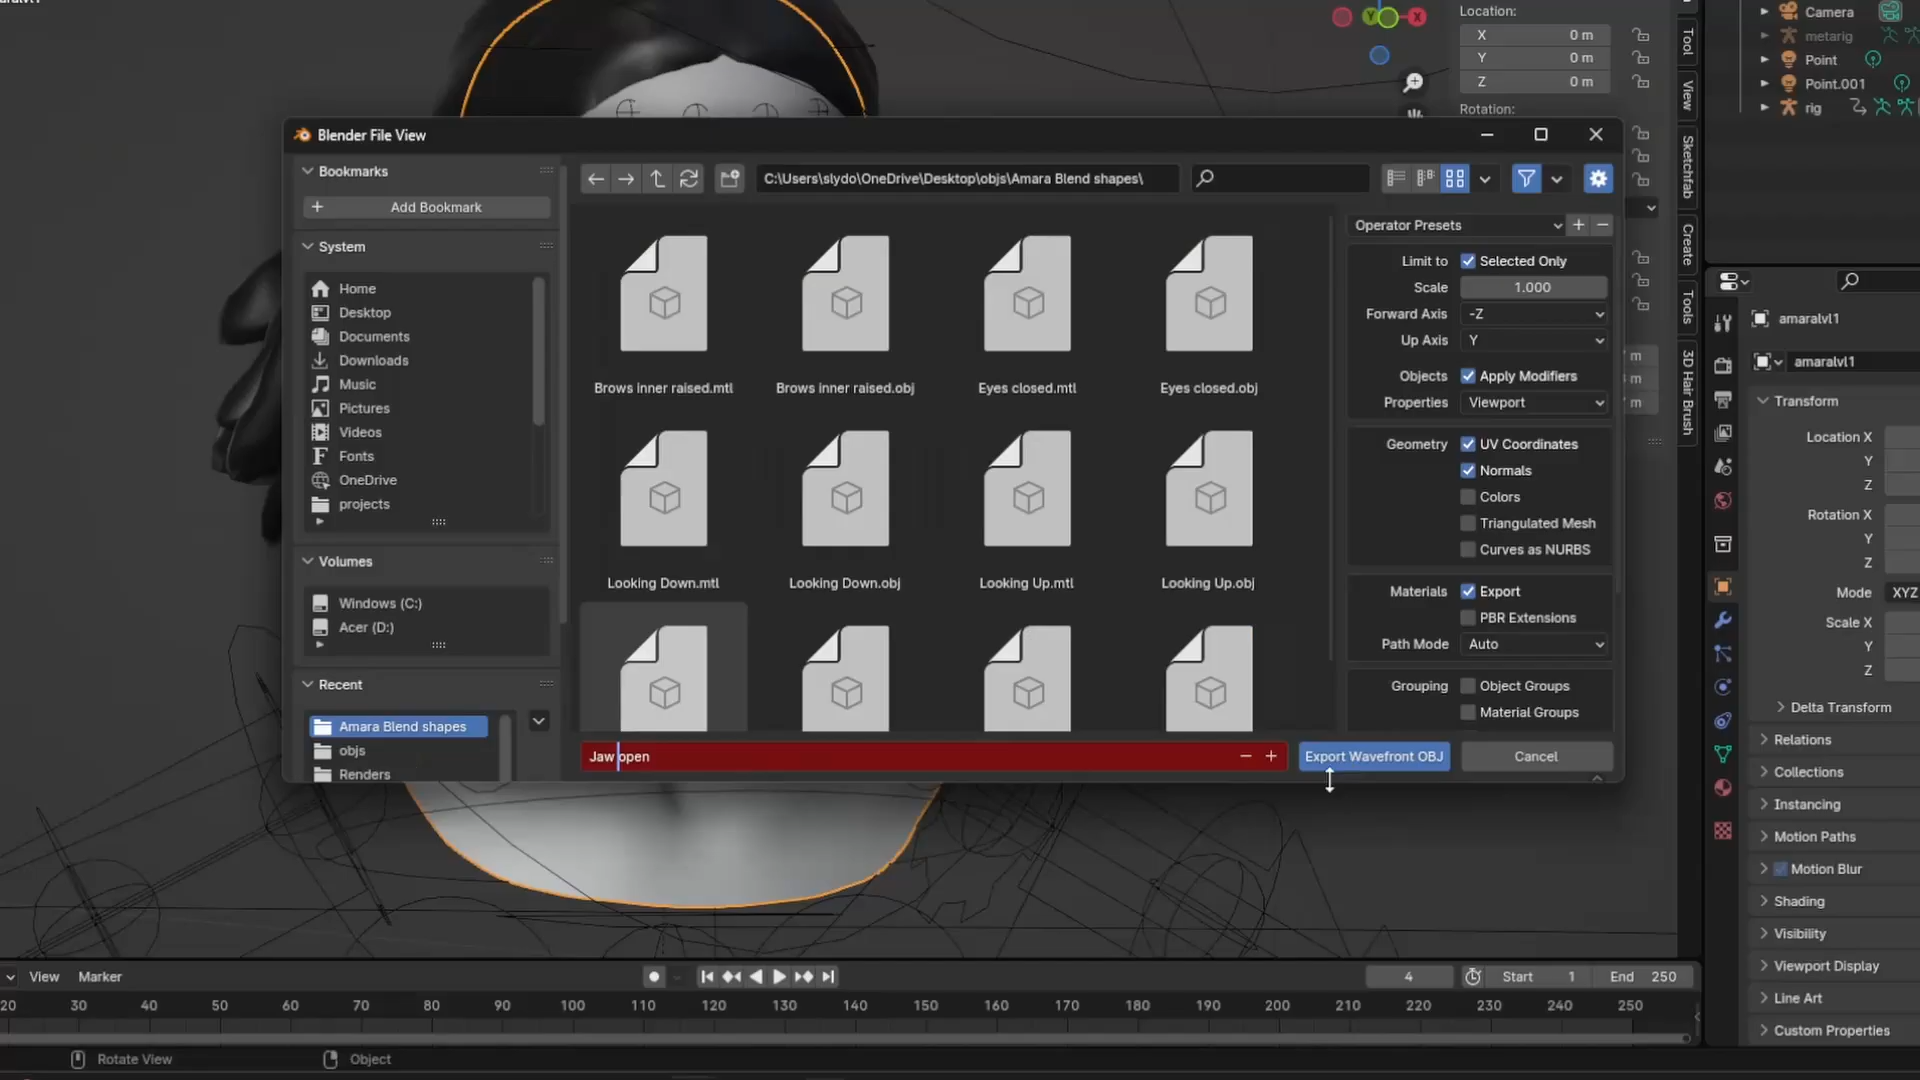 Location:
X 0 m
Y 0 m
Z 0 m
Rotation:
Tool
View
Sketchfab
Create
Tools
3D Hair Brush
Camera
metarig
Point
Point.001
rig
Blender File View
Bookmarks
Add Bookmark
System
Home
Desktop
Documents
Downloads
Music
Pictures
Videos
Fonts
OneDrive
projects
Volumes
Windows (C:)
Acer (D:)
Recent
Amara Blend shapes
objs
Renders
C:\Users\slydo\OneDrive\Desktop\objs\Amara Blend shapes\
Brows inner raised.mtl
Brows inner raised.obj
Eyes closed.mtl
Eyes closed.obj
Looking Down.mtl
Looking Down.obj
Looking Up.mtl
Looking Up.obj
Jaw open
Export Wavefront OBJ
Cancel
Operator Presets
Limit to Selected Only
Scale 1.000
Forward Axis -Z
Up Axis Y
Objects Apply Modifiers
Properties Viewport
Geometry UV Coordinates
Normals
Colors
Triangulated Mesh
Curves as NURBS
Materials Export
PBR Extensions
Path Mode Auto
Grouping Object Groups
Material Groups
m
m
m
amaralvl1
amaralvl1
Transform
Location X
Y
Z
Rotation X
Y
Z
Mode XYZ
Scale X
Y
Z
Delta Transform
Relations
Collections
Instancing
Motion Paths
Motion Blur
Shading
Visibility
Viewport Display
Line Art
Custom Properties
View Marker
4
Start 1
End 250
20 30 40 50 60 70 80 90 100 110 120 130 140 150 160 170 180 190 200 210 220 230 240 250
Rotate View
Object